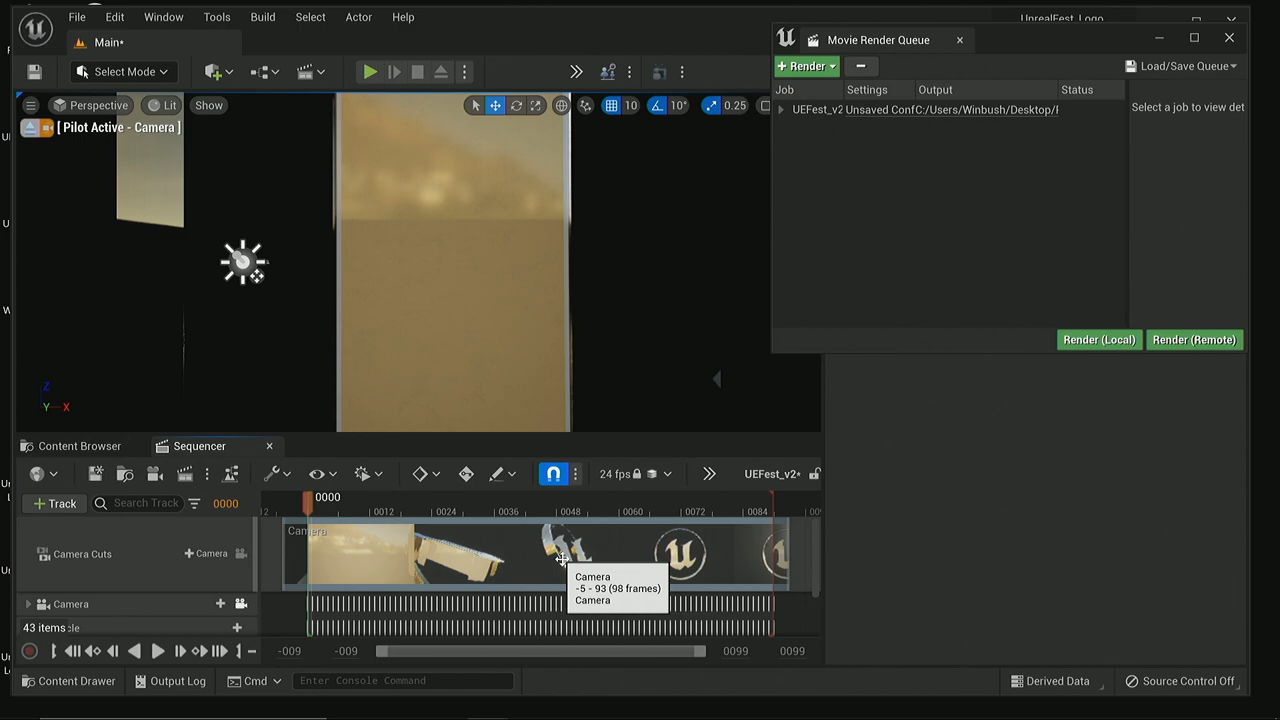 File Edit Window Tools Build Select Actor Help
UnrealFest_Logo
Main*
Movie Render Queue
Select Mode
Render
Load/Save Queue
Job Settings Output Status
Perspective Lit Show
10 10° 0.25
UEFest_v2 Unsaved Conf C:/Users/Winbush/Desktop/F
Select a job to view det
[ Pilot Active - Camera ]
Render (Local) Render (Remote)
Z
Y X
Content Browser Sequencer
24 fps UEFest_v2*
+ Track Search Track 0000
0000
0012 0024 0036 0048 0060 0072 0084
Camera
Camera Cuts + Camera
Camera
-5 - 93 (98 frames)
Camera
Camera
43 items
-009 -009 0099 0099
Content Drawer Output Log Cmd Enter Console Command Derived Data Source Control Off